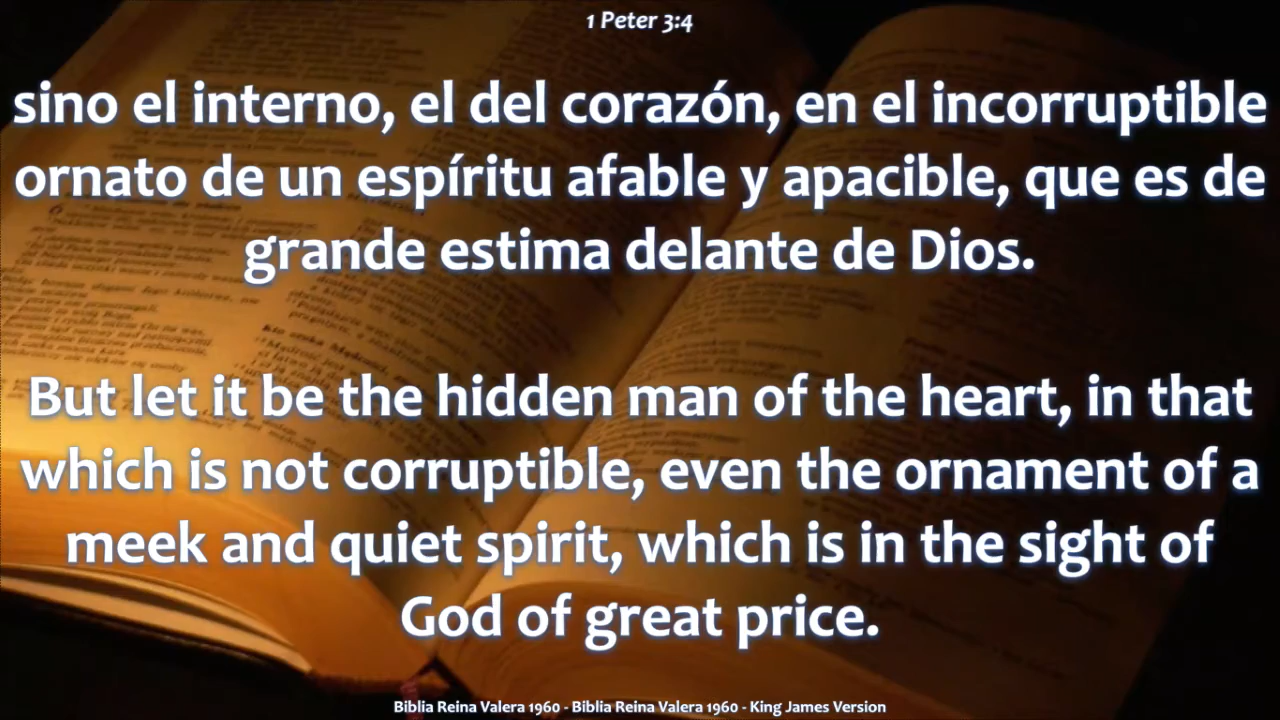 1 Peter 3:4
sino el interno, el del corazón, en el incorruptible
ornato de un espíritu afable y apacible, que es de
grande estima delante de Dios.
But let it be the hidden man of the heart, in that
which is not corruptible, even the ornament of a
meek and quiet spirit, which is in the sight of
God of great price.
Biblia Reina Valera 1960 - Biblia Reina Valera 1960 - King James Version